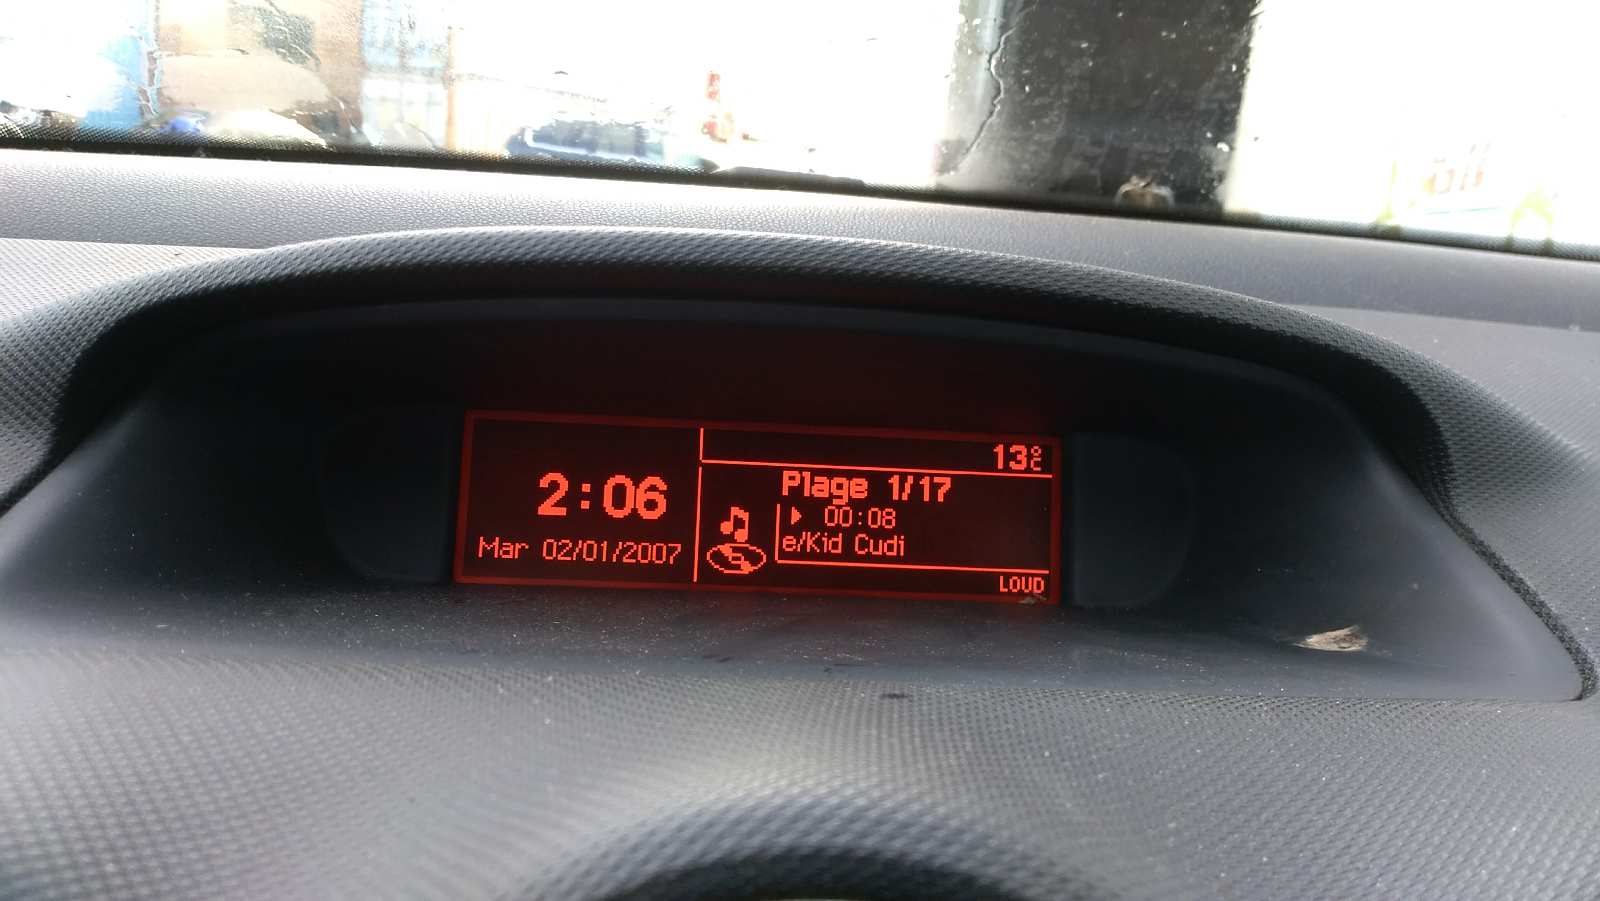 2:06
Mar 02/01/2007
13°C
Plage 1/17
00:08
e/Kid Cudi
LOUD